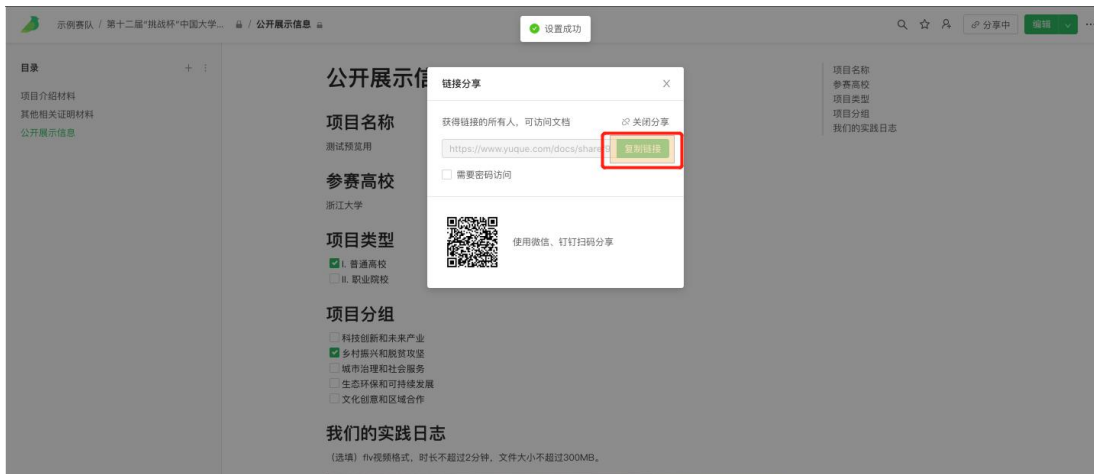 示例赛队 / 第十二届"挑战杯"中国大学... / 公开展示信息
设置成功
分享中
编辑
目录
项目介绍材料
其他相关证明材料
公开展示信息
公开展示信
项目名称
测试预览用
参赛高校
浙江大学
项目类型
I. 普通高校
II. 职业院校
项目分组
科技创新和未来产业
乡村振兴和脱贫攻坚
城市治理和社会服务
生态环保和可持续发展
文化创意和区域合作
我们的实践日志
（选填）flv视频格式，时长不超过2分钟，文件大小不超过300MB。
链接分享
获得链接的所有人，可访问文档
关闭分享
https://www.yuque.com/docs/share/9
复制链接
需要密码访问
使用微信、钉钉扫码分享
项目名称
参赛高校
项目类型
项目分组
我们的实践日志